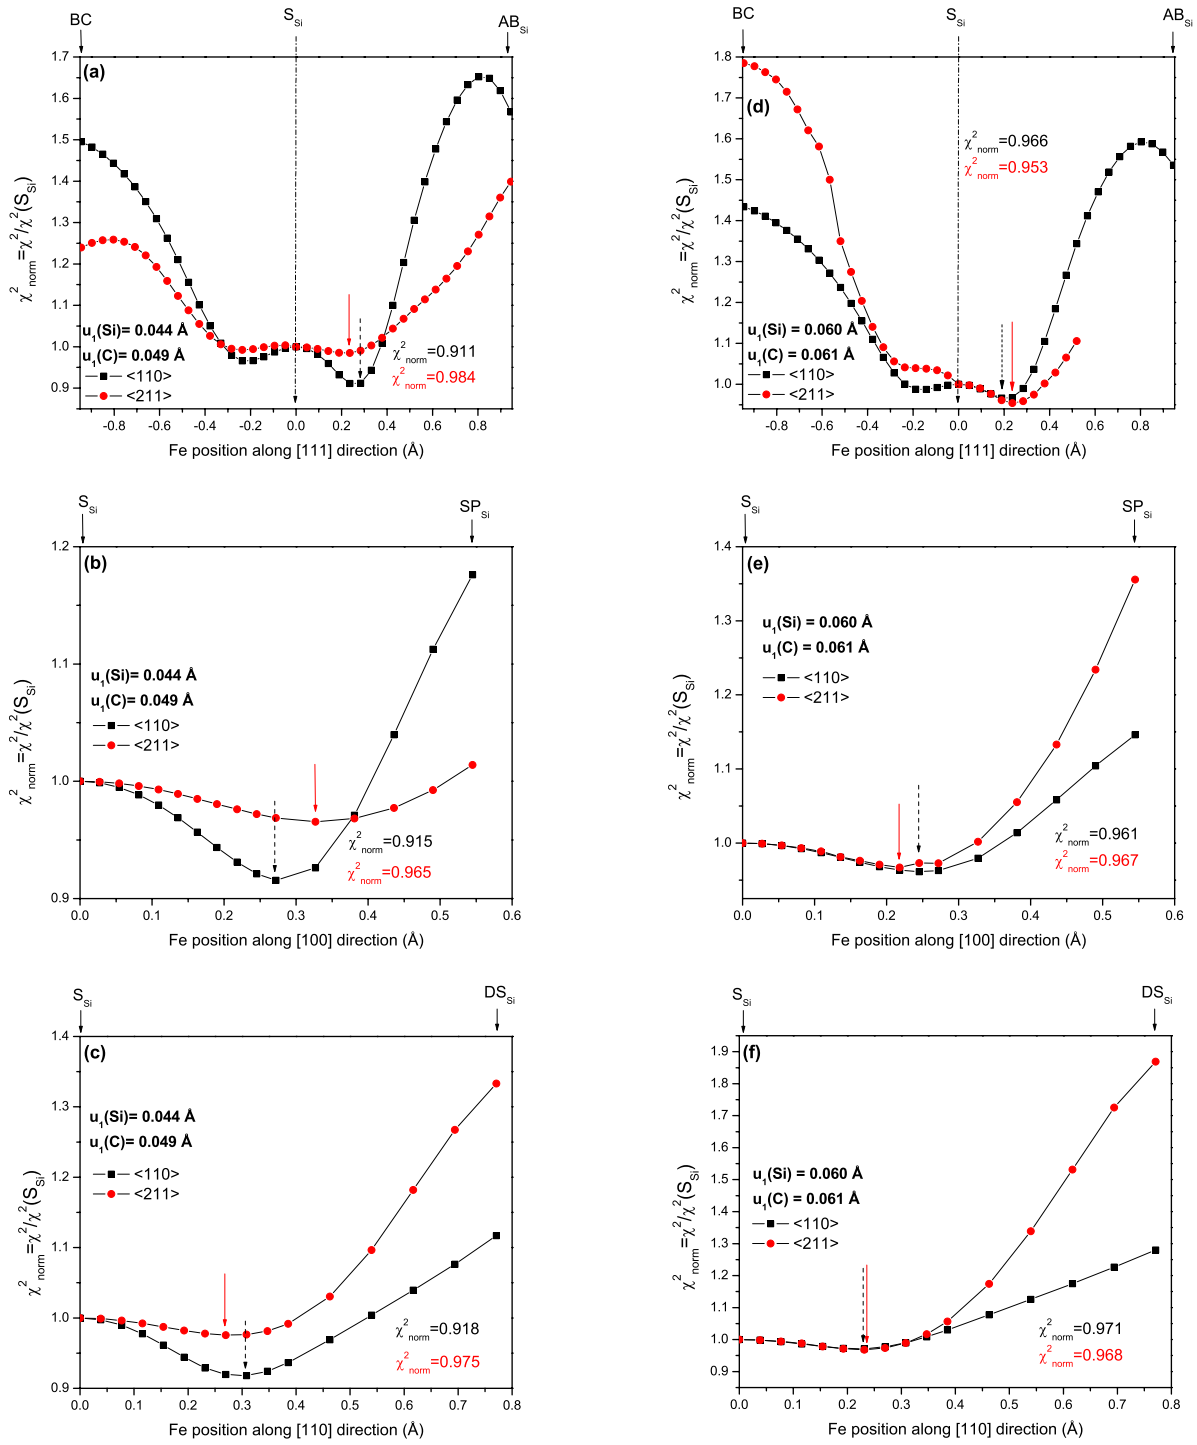 BC
S_Si
AB_Si
(a)
1.7
1.6
1.5
1.4
1.3
1.2
1.1
1.0
0.9
χ²_norm=χ²/χ²(S_Si)
u₁(Si)= 0.044 Å
u₁(C)= 0.049 Å
<110>
<211>
χ²_norm=0.911
χ²_norm=0.984
-0.8 -0.6 -0.4 -0.2 0.0 0.2 0.4 0.6 0.8
Fe position along [111] direction (Å)
BC
S_Si
AB_Si
(d)
1.8
1.6
1.4
1.2
1.0
χ²_norm=χ²/χ²(S_Si)
χ²_norm=0.966
χ²_norm=0.953
u₁(Si) = 0.060 Å
u₁(C) = 0.061 Å
<110>
<211>
-0.8 -0.6 -0.4 -0.2 0.0 0.2 0.4 0.6 0.8
Fe position along [111] direction (Å)
S_Si
SP_Si
(b)
1.2
1.1
1.0
0.9
χ²_norm=χ²/χ²(S_Si)
u₁(Si)= 0.044 Å
u₁(C)= 0.049 Å
<110>
<211>
χ²_norm=0.915
χ²_norm=0.965
0.0 0.1 0.2 0.3 0.4 0.5 0.6
Fe position along [100] direction (Å)
S_Si
SP_Si
(e)
1.4
1.3
1.2
1.1
1.0
χ²_norm=χ²/χ²(S_Si)
u₁(Si) = 0.060 Å
u₁(C) = 0.061 Å
<110>
<211>
χ²_norm=0.961
χ²_norm=0.967
0.0 0.1 0.2 0.3 0.4 0.5 0.6
Fe position along [100] direction (Å)
S_Si
DS_Si
(c)
1.4
1.3
1.2
1.1
1.0
0.9
χ²_norm=χ²/χ²(S_Si)
u₁(Si)= 0.044 Å
u₁(C)= 0.049 Å
<110>
<211>
χ²_norm=0.918
χ²_norm=0.975
0.0 0.1 0.2 0.3 0.4 0.5 0.6 0.7 0.8
Fe position along [110] direction (Å)
S_Si
DS_Si
(f)
1.9
1.8
1.7
1.6
1.5
1.4
1.3
1.2
1.1
1.0
0.9
χ²_norm=χ²/χ²(S_Si)
u₁(Si) = 0.060 Å
u₁(C) = 0.061 Å
<110>
<211>
χ²_norm=0.971
χ²_norm=0.968
0.0 0.1 0.2 0.3 0.4 0.5 0.6 0.7 0.8
Fe position along [110] direction (Å)